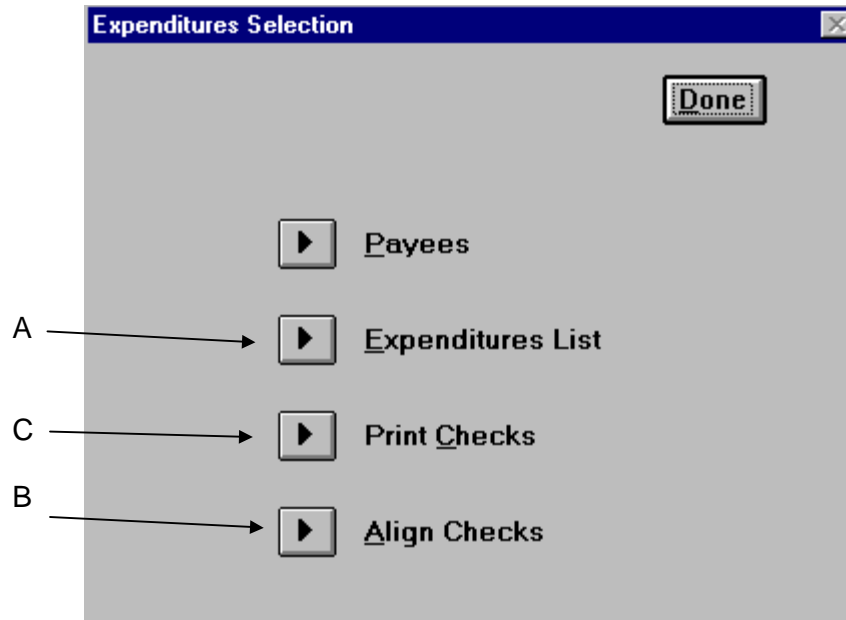 Expenditures Selection
Done
Payees
A Expenditures List
C Print Checks
B Align Checks